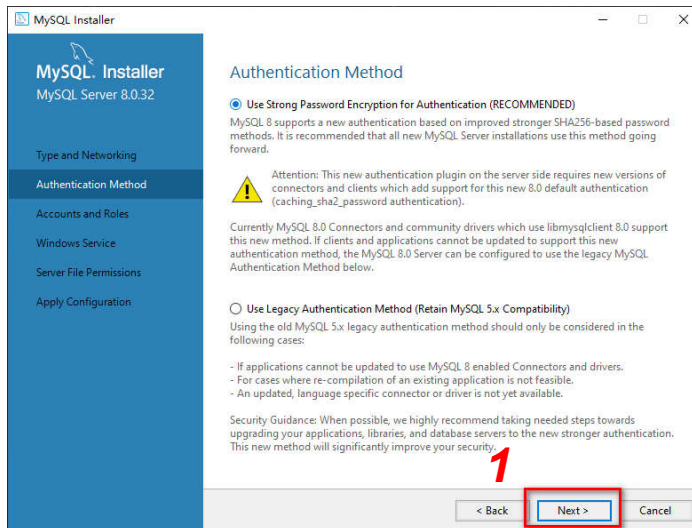 MySQL Installer
MySQL. Installer
MySQL Server 8.0.32
Type and Networking
Authentication Method
Accounts and Roles
Windows Service
Server File Permissions
Apply Configuration
Authentication Method
Use Strong Password Encryption for Authentication (RECOMMENDED)
MySQL 8 supports a new authentication based on improved stronger SHA256-based password
methods. It is recommended that all new MySQL Server installations use this method going
forward.
Attention: This new authentication plugin on the server side requires new versions of
connectors and clients which add support for this new 8.0 default authentication
(caching_sha2_password authentication).
Currently MySQL 8.0 Connectors and community drivers which use libmysqlclient 8.0 support
this new method. If clients and applications cannot be updated to support this new
authentication method, the MySQL 8.0 Server can be configured to use the legacy MySQL
Authentication Method below.
Use Legacy Authentication Method (Retain MySQL 5.x Compatibility)
Using the old MySQL 5.x legacy authentication method should only be considered in the
following cases:
- If applications cannot be updated to use MySQL 8 enabled Connectors and drivers.
- For cases where re-compilation of an existing application is not feasible.
- An updated, language specific connector or driver is not yet available.
Security Guidance: When possible, we highly recommend taking needed steps towards
upgrading your applications, libraries, and database servers to the new stronger authentication.
This new method will significantly improve your security.
1
< Back
Next >
Cancel